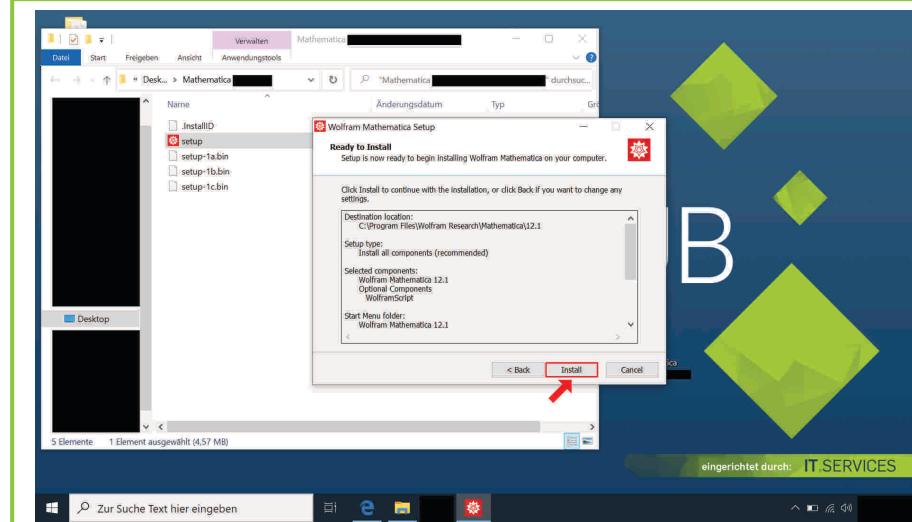 Verwalten
Mathematica
Datei Start Freigeben Ansicht Anwendungstools
« Desk... > Mathematica
"Mathematica " durchsuc...
Name Änderungsdatum Typ Grö
.InstallID
setup
setup-1a.bin
setup-1b.bin
setup-1c.bin
Desktop
5 Elemente 1 Element ausgewählt (4,57 MB)
Wolfram Mathematica Setup
Ready to Install
Setup is now ready to begin installing Wolfram Mathematica on your computer.
Click Install to continue with the installation, or click Back if you want to change any
settings.
Destination location:
C:\Program Files\Wolfram Research\Mathematica\12.1
Setup type:
Install all components (recommended)
Selected components:
Wolfram Mathematica 12.1
Optional Components
WolframScript
Start Menu folder:
Wolfram Mathematica 12.1
< Back Install Cancel
B
ica
eingerichtet durch: IT.SERVICES
Zur Suche Text hier eingeben